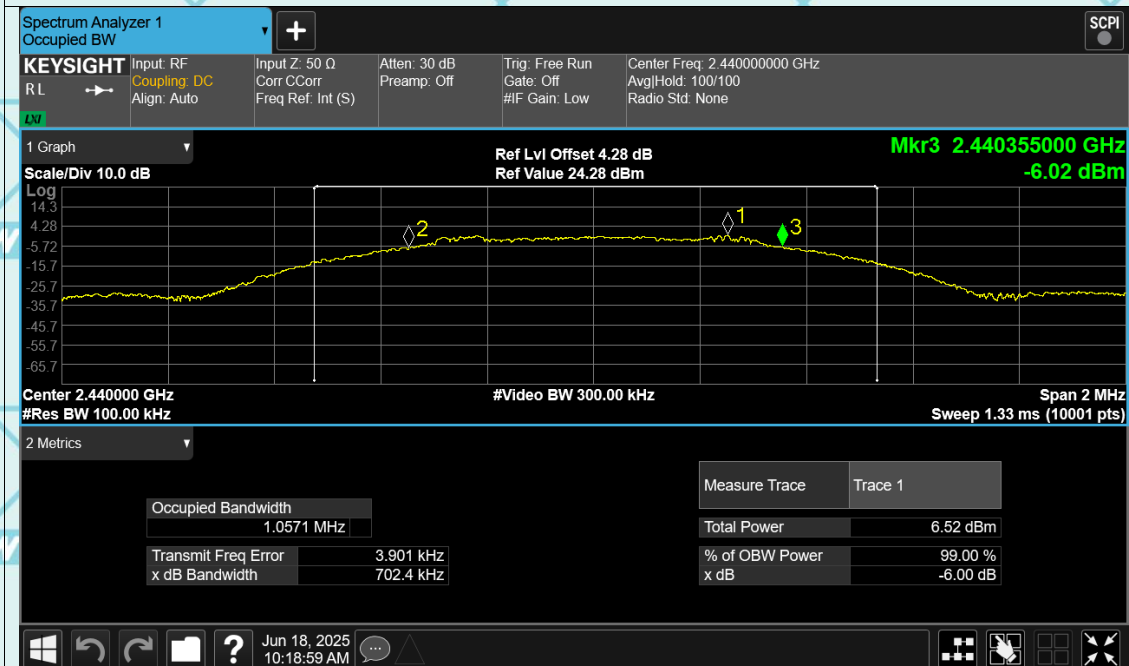 Spectrum Analyzer 1
Occupied BW
+
SCPI
KEYSIGHT
R L
LXI
Input: RF
Coupling: DC
Align: Auto
Input Z: 50 Ω
Corr CCorr
Freq Ref: Int (S)
Atten: 30 dB
Preamp: Off
Trig: Free Run
Gate: Off
#IF Gain: Low
Center Freq: 2.440000000 GHz
Avg|Hold: 100/100
Radio Std: None
1 Graph
Scale/Div 10.0 dB
Ref Lvl Offset 4.28 dB
Ref Value 24.28 dBm
Mkr3 2.440355000 GHz
-6.02 dBm
Log
14.3
4.28
-5.72
-15.7
-25.7
-35.7
-45.7
-55.7
-65.7
2
1
3
Center 2.440000 GHz
#Video BW 300.00 kHz
Span 2 MHz
#Res BW 100.00 kHz
Sweep 1.33 ms (10001 pts)
2 Metrics
Measure Trace
Trace 1
Occupied Bandwidth
1.0571 MHz
Total Power
6.52 dBm
Transmit Freq Error
3.901 kHz
% of OBW Power
99.00 %
x dB Bandwidth
702.4 kHz
x dB
-6.00 dB
?
Jun 18, 2025
10:18:59 AM